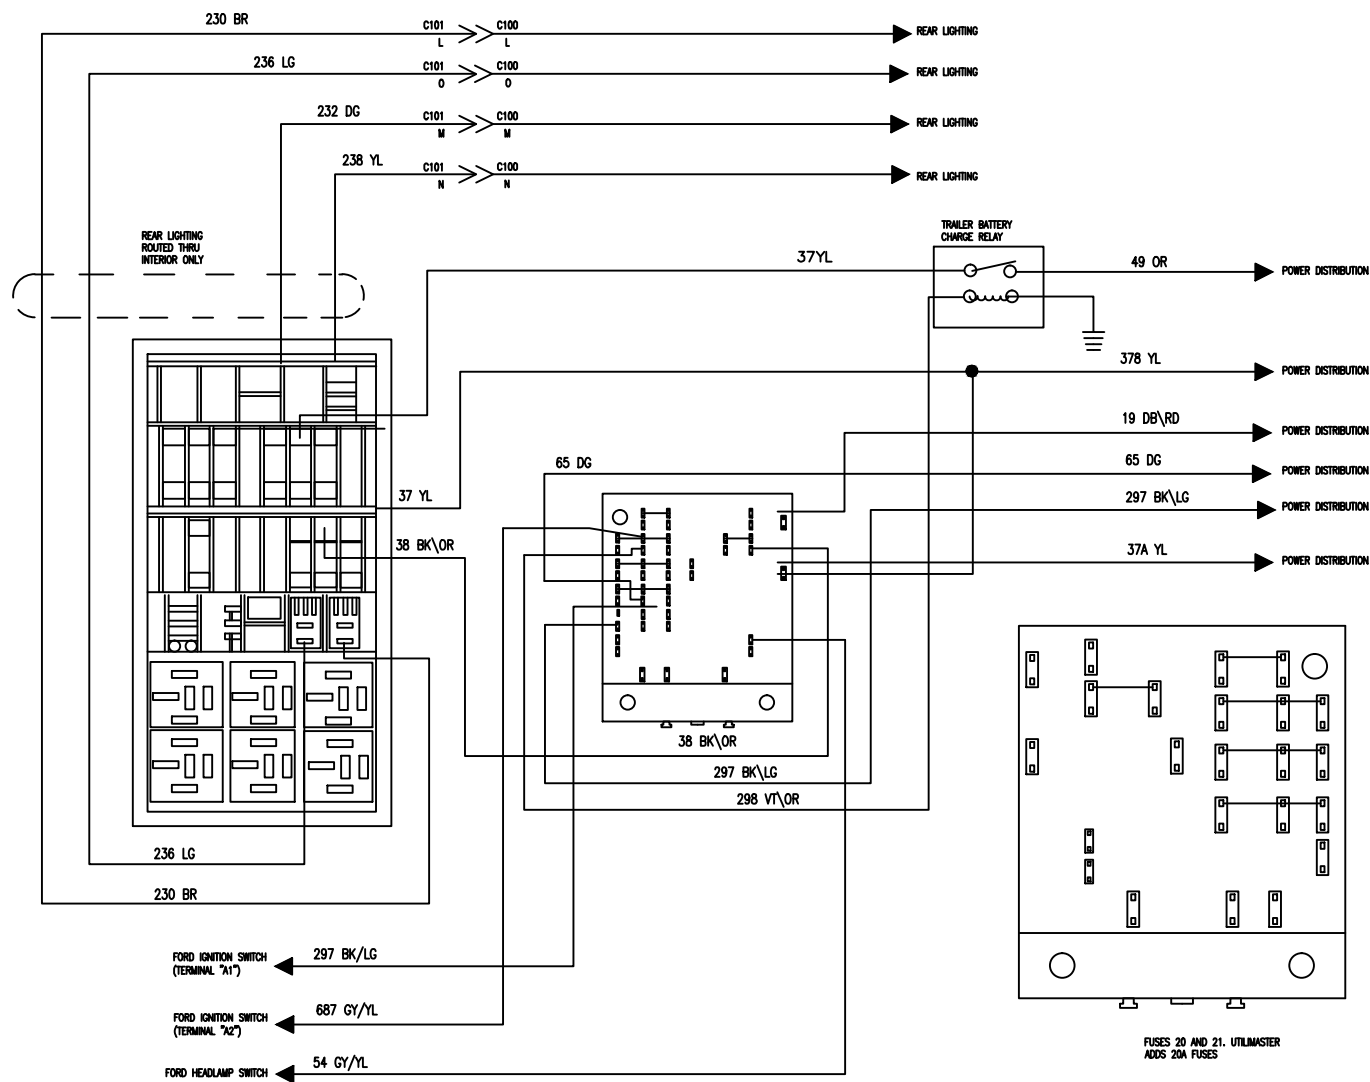 230 BR
C101
C100
L
L
REAR LIGHTING
236 LG
C101
C100
O
O
REAR LIGHTING
232 DG
C101
C100
M
M
REAR LIGHTING
238 YL
C101
C100
N
N
REAR LIGHTING
REAR LIGHTING
ROUTED THRU
INTERIOR ONLY
TRAILER BATTERY
CHARGE RELAY
37YL
49 OR
POWER DISTRIBUTION
378 YL
POWER DISTRIBUTION
19 DB\RD
POWER DISTRIBUTION
65 DG
65 DG
POWER DISTRIBUTION
37 YL
297 BK\LG
POWER DISTRIBUTION
38 BK\OR
37A YL
POWER DISTRIBUTION
38 BK\OR
297 BK\LG
298 VT\OR
236 LG
230 BR
FORD IGNITION SWITCH
(TERMINAL "A1")
297 BK/LG
FORD IGNITION SWITCH
(TERMINAL "A2")
687 GY/YL
FORD HEADLAMP SWITCH
54 GY/YL
FUSES 20 AND 21. UTILIMASTER
ADDS 20A FUSES